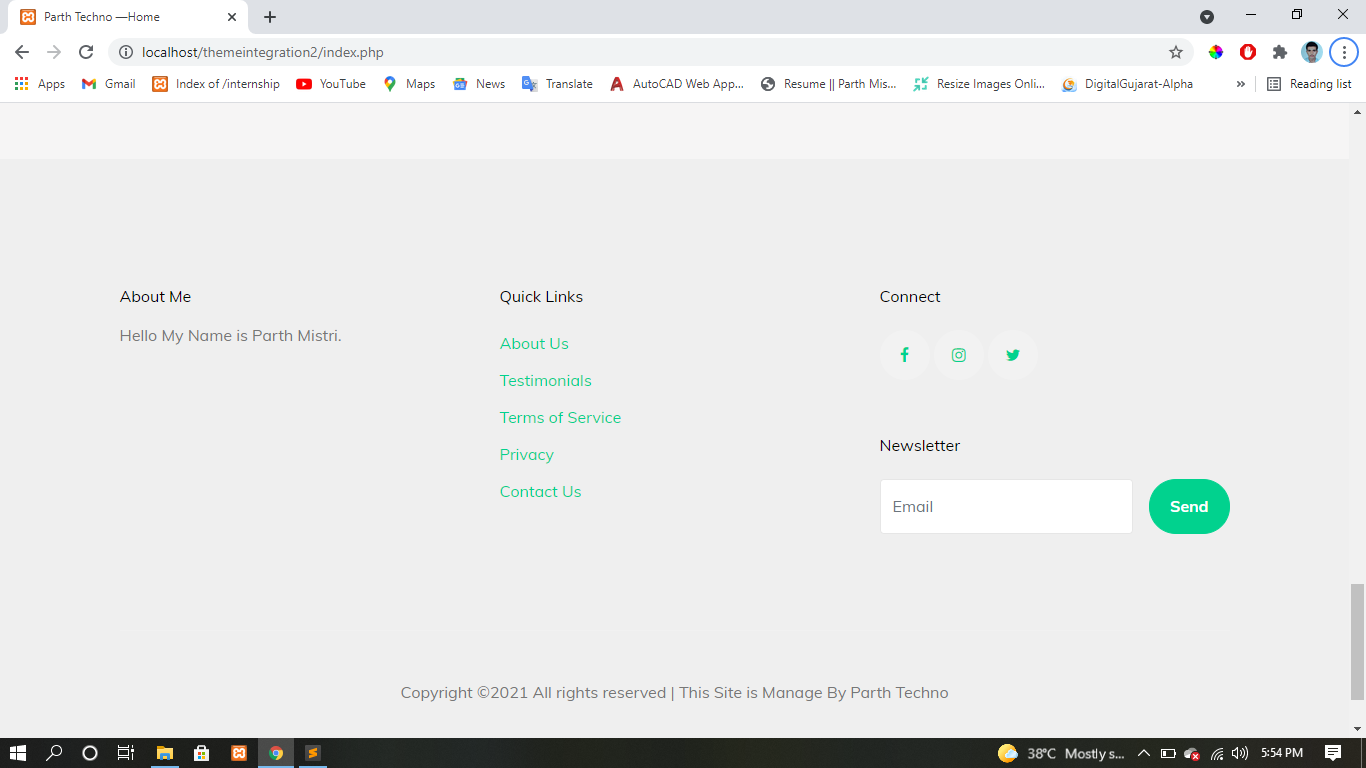 Parth Techno —Home
localhost/themeintegration2/index.php
Apps Gmail Index of /internship YouTube Maps News Translate AutoCAD Web App... Resume || Parth Mis... Resize Images Onli... DigitalGujarat-Alpha » Reading list
About Me
Hello My Name is Parth Mistri.
Quick Links
About Us
Testimonials
Terms of Service
Privacy
Contact Us
Connect
Newsletter
Email Send
Copyright ©2021 All rights reserved | This Site is Manage By Parth Techno
38°C Mostly s... 5:54 PM